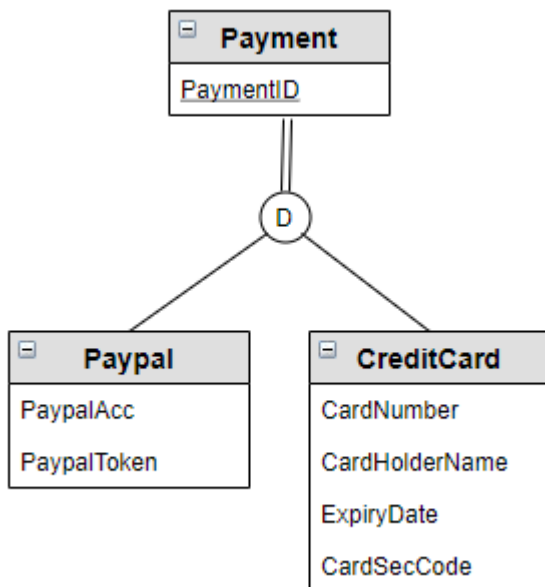 Payment
PaymentID
D
Paypal
PaypalAcc
PaypalToken
CreditCard
CardNumber
CardHolderName
ExpiryDate
CardSecCode